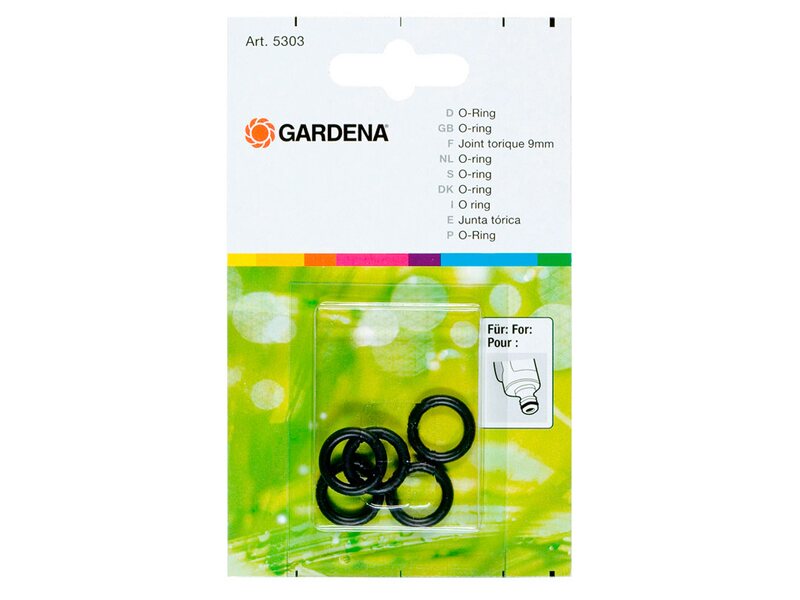 Art. 5303
GARDENA
D O-Ring
GB O-ring
F Joint torique 9mm
NL O-ring
S O-ring
DK O-ring
I O ring
E Junta tórica
P O-Ring
Für: For:
Pour :